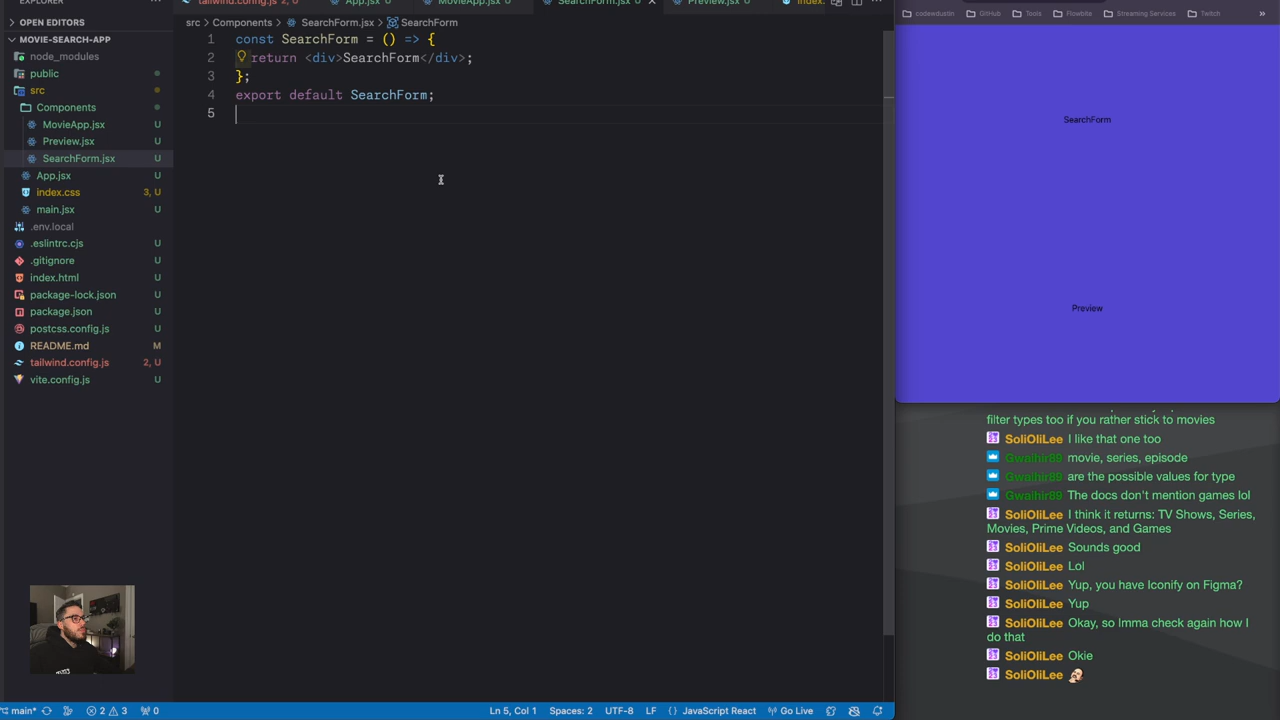 EXPLORER
tailwind.config.js 2, U
App.jsx U
MovieApp.jsx U
SearchForm.jsx U
Preview.jsx U
index.
OPEN EDITORS
MOVIE-SEARCH-APP
node_modules
public
src
Components
MovieApp.jsx U
Preview.jsx U
SearchForm.jsx U
App.jsx U
index.css 3, U
main.jsx U
.env.local
.eslintrc.cjs U
.gitignore U
index.html U
package-lock.json U
package.json U
postcss.config.js U
README.md M
tailwind.config.js 2, U
vite.config.js U
src > Components > SearchForm.jsx > SearchForm
1 const SearchForm = () => {
2 return <div>SearchForm</div>;
3 };
4 export default SearchForm;
5
codewdustin GitHub Tools Flowbite Streaming Services Twitch »
SearchForm
Preview
filter types too if you rather stick to movies
SoliOliLee I like that one too
Gwaihir89 movie, series, episode
Gwaihir89 are the possible values for type
Gwaihir89 The docs don't mention games lol
SoliOliLee I think it returns: TV Shows, Series,
Movies, Prime Videos, and Games
SoliOliLee Sounds good
SoliOliLee Lol
SoliOliLee Yup, you have Iconify on Figma?
SoliOliLee Yup
SoliOliLee Okay, so Imma check again how I
do that
SoliOliLee Okie
SoliOliLee
main* 2 3 0
Ln 5, Col 1 Spaces: 2 UTF-8 LF {} JavaScript React Go Live